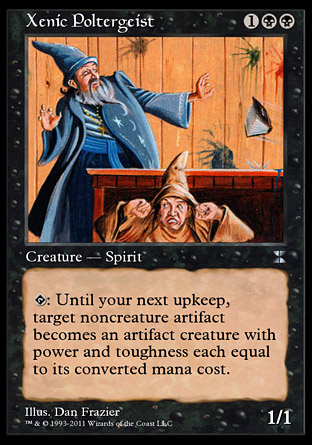 Xenic Poltergeist 1
Creature — Spirit
: Until your next upkeep,
target noncreature artifact
becomes an artifact creature with
power and toughness each equal
to its converted mana cost.
Illus. Dan Frazier
™ & © 1993-2011 Wizards of the Coast LLC
1/1